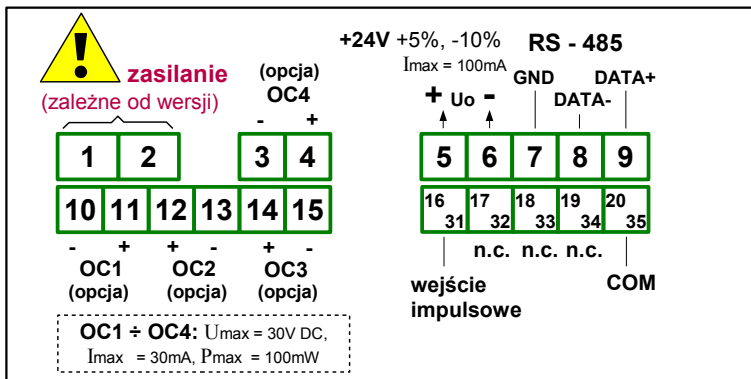 zasilanie
(zależne od wersji)
(opcja)
OC4
- +
+24V +5%, -10%
Imax = 100mA
+ Uo -
RS - 485
GND DATA+
DATA-
1 2 3 4
10 11 12 13 14 15
- + + - + -
OC1 OC2 OC3
(opcja) (opcja) (opcja)
OC1 ÷ OC4: Umax = 30V DC,
Imax = 30mA, Pmax = 100mW
5 6 7 8 9
16 17 18 19 20
31 32 33 34 35
n.c. n.c. n.c.
wejście
impulsowe
COM